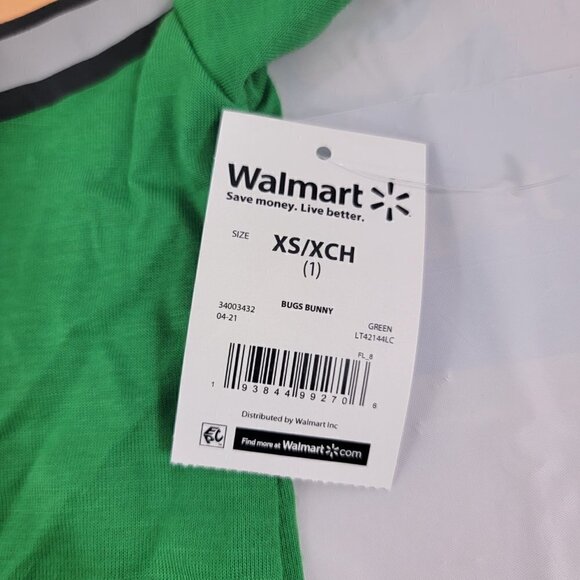 Walmart
Save money. Live better.
SIZE XS/XCH
(1)
34003432 BUGS BUNNY
04-21 GREEN
LT42144LC
FL_8
1 93844 99270 8
Distributed by Walmart Inc
Find more at Walmart.com